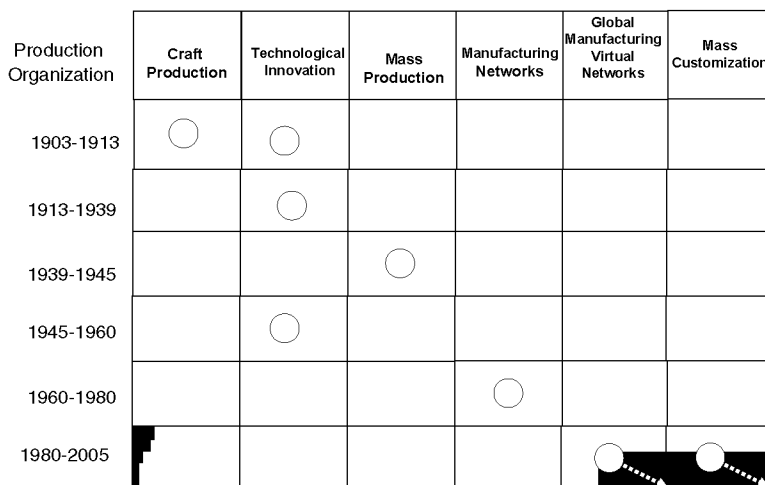 Production
Organization
Craft
Production
Technological
Innovation
Mass
Production
Manufacturing
Networks
Global
Manufacturing
Virtual
Networks
Mass
Customization
1903-1913
1913-1939
1939-1945
1945-1960
1960-1980
1980-2005